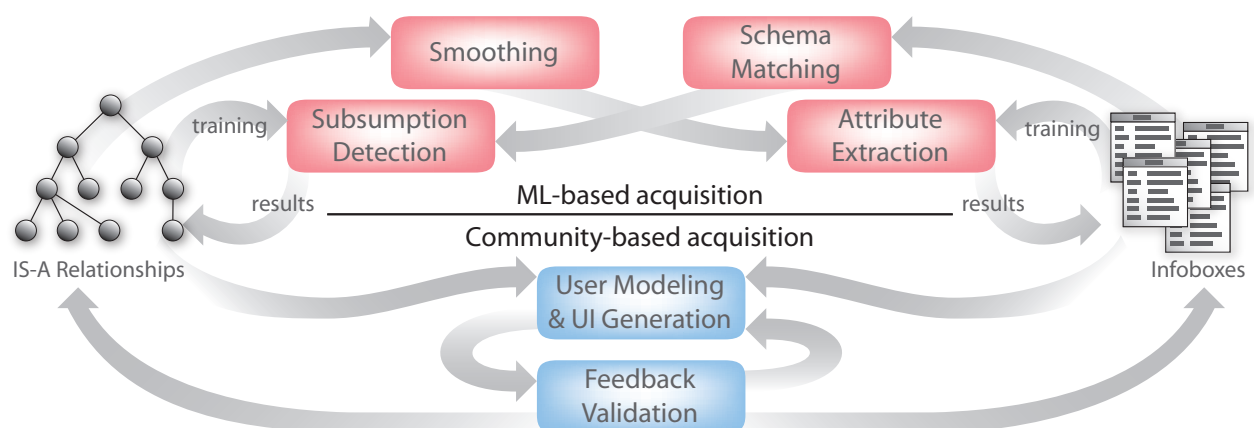 Smoothing
Schema
Matching
training
Subsumption
Detection
Attribute
Extraction
training
results
ML-based acquisition
results
Community-based acquisition
IS-A Relationships
Infoboxes
User Modeling
& UI Generation
Feedback
Validation